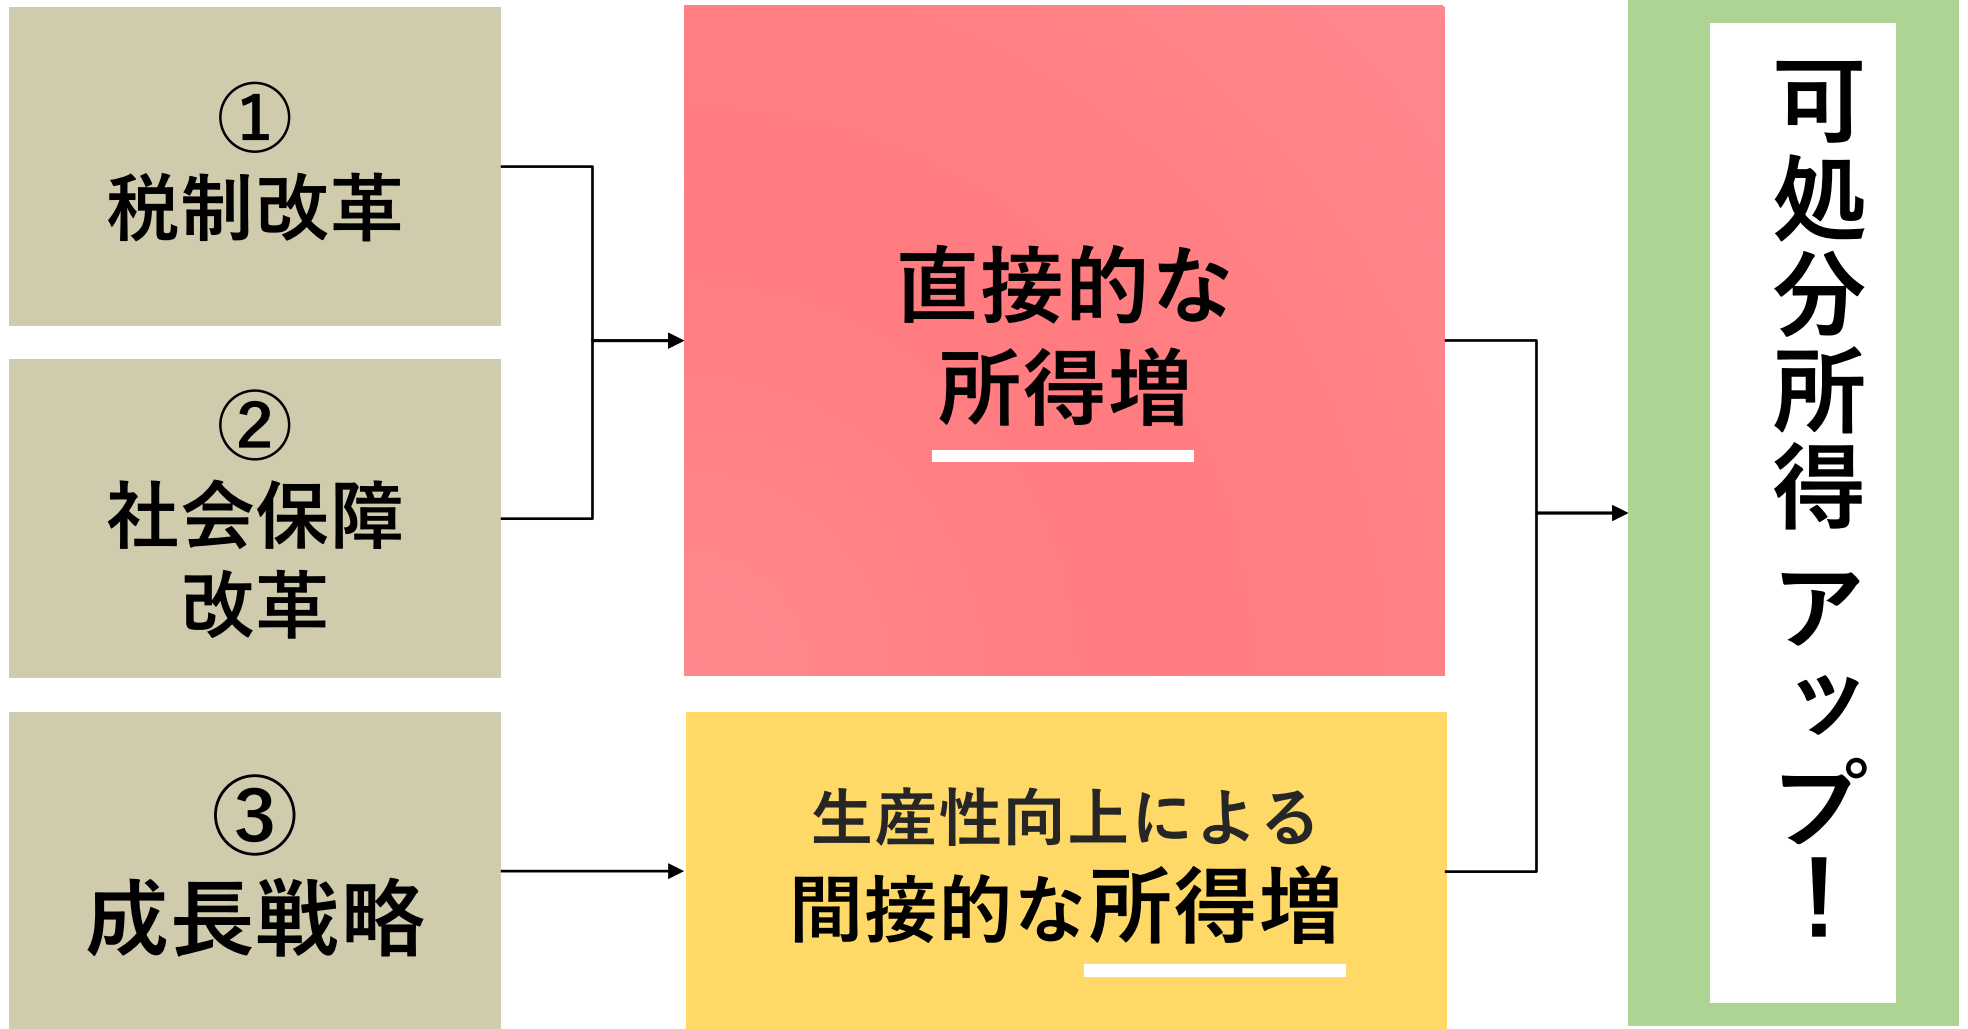 ①
税制改革
②
社会保障
改革
③
成長戦略
直接的な
所得増
生産性向上による
間接的な所得増
可処分所得アップ！